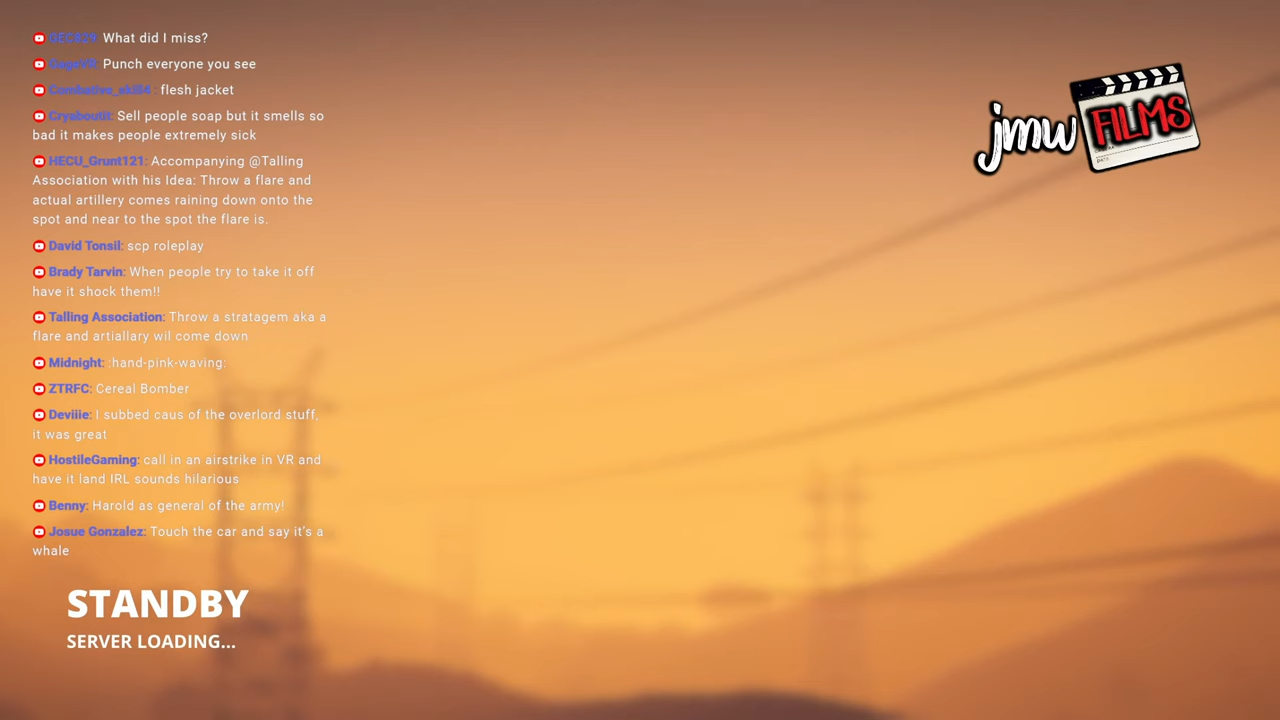 What did I miss?
Punch everyone you see
flesh jacket
Cryaboutit: Sell people soap but it smells so
bad it makes people extremely sick
HECU_Grunt121: Accompanying @Talling
Association with his Idea: Throw a flare and
actual artillery comes raining down onto the
spot and near to the spot the flare is.
David Tonsil: scp roleplay
Brady Tarvin: When people try to take it off
have it shock them!!
Talling Association: Throw a stratagem aka a
flare and artiallary wil come down
Midnight: :hand-pink-waving:
ZTRFC: Cereal Bomber
Deviiie: I subbed caus of the overlord stuff,
it was great
HostileGaming: call in an airstrike in VR and
have it land IRL sounds hilarious
Benny: Harold as general of the army!
Josue Gonzalez: Touch the car and say it's a
whale
STANDBY
SERVER LOADING...
jmw FILMS